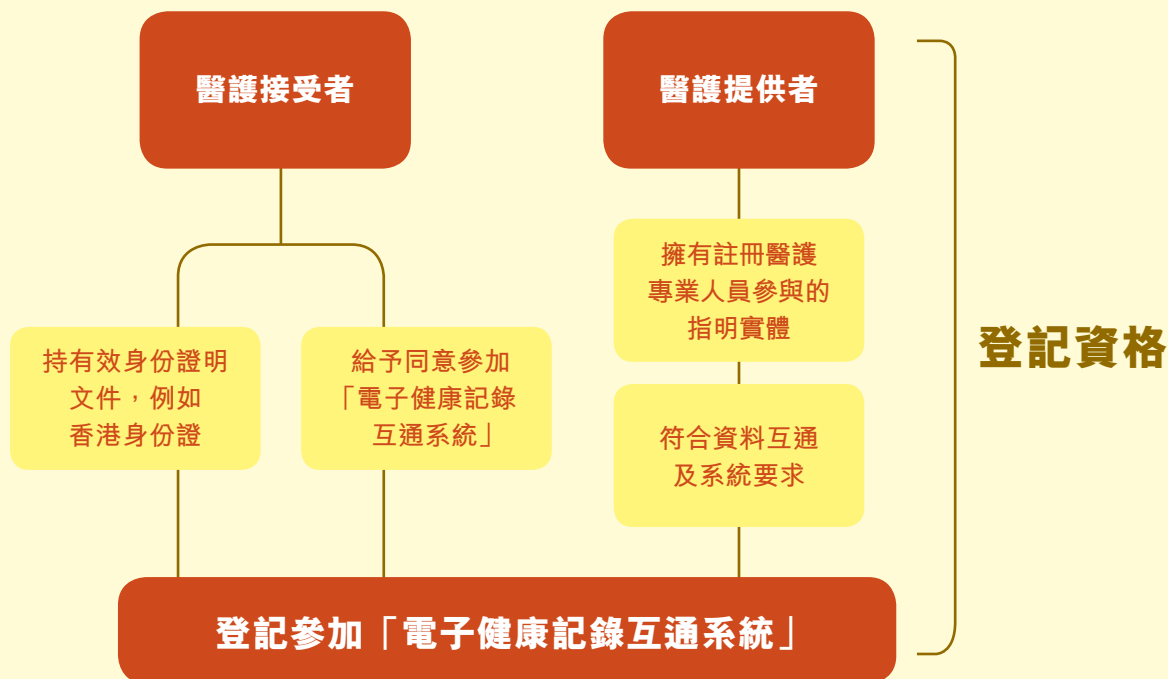 醫護接受者
醫護提供者
擁有註冊醫護
專業人員參與的
指明實體
登記資格
持有效身份證明
文件，例如
香港身份證
給予同意參加
「電子健康記錄
互通系統」
符合資料互通
及系統要求
登記參加「電子健康記錄互通系統」